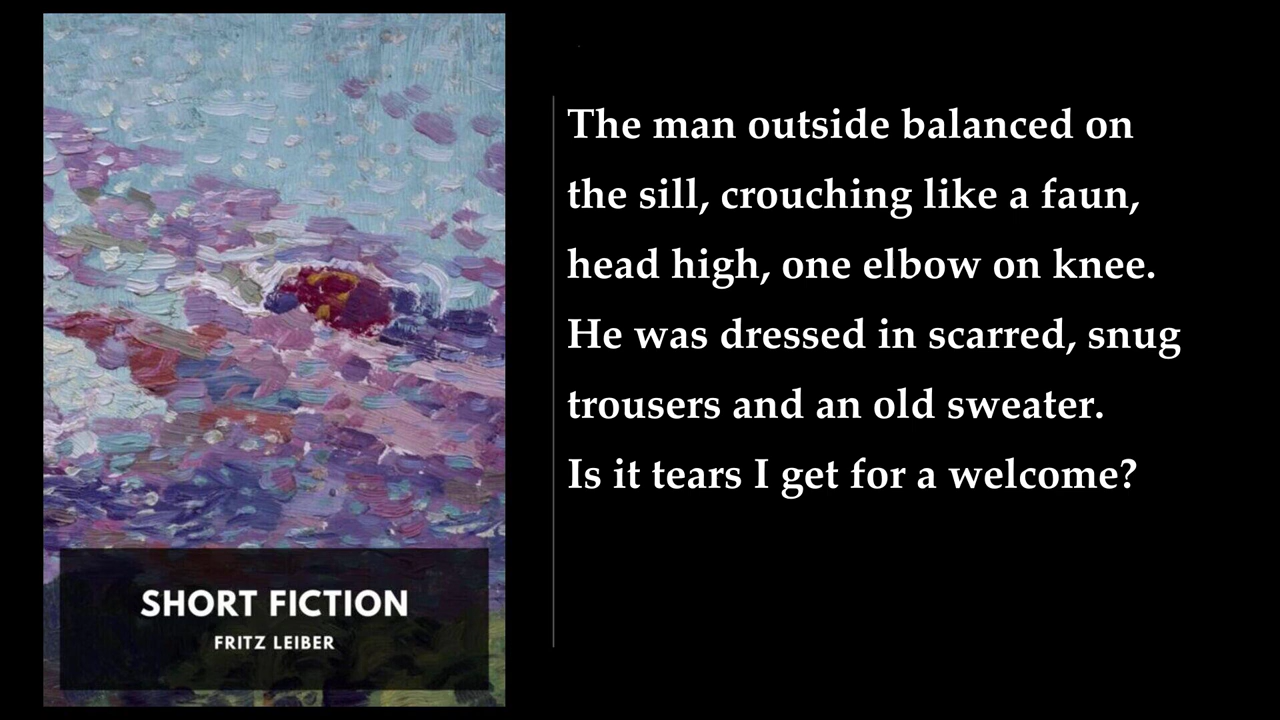 SHORT FICTION
FRITZ LEIBER
The man outside balanced on
the sill, crouching like a faun,
head high, one elbow on knee.
He was dressed in scarred, snug
trousers and an old sweater.
Is it tears I get for a welcome?